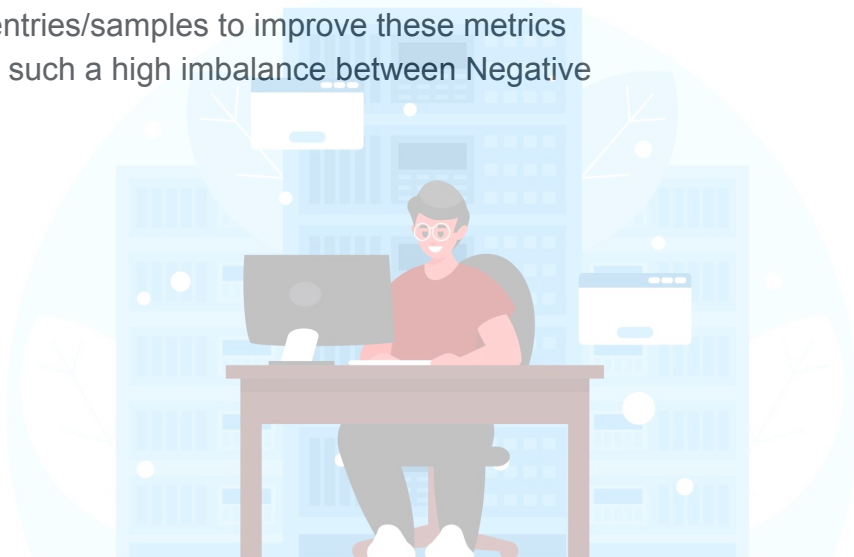 entries/samples to improve these metrics
such a high imbalance between Negative